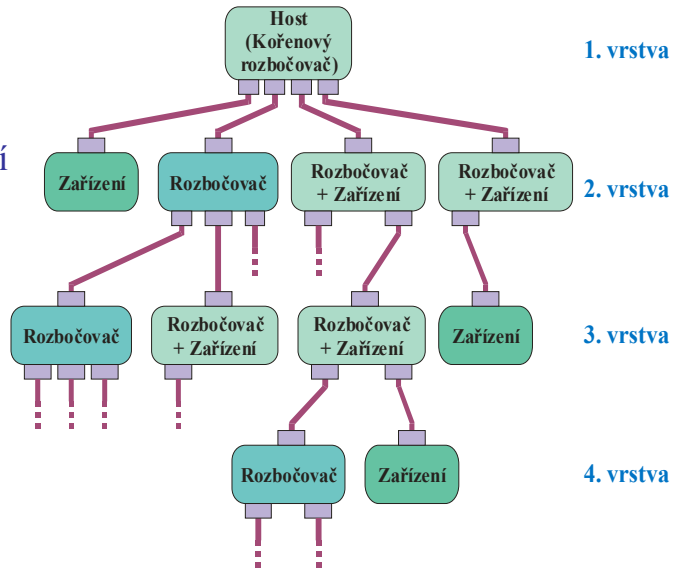 Host
(Kořenový
rozbočovač)
1. vrstva
í
Zařízení
Rozbočovač
Rozbočovač
+ Zařízení
Rozbočovač
+ Zařízení
2. vrstva
Rozbočovač
Rozbočovač
+ Zařízení
Rozbočovač
+ Zařízení
Zařízení
3. vrstva
Rozbočovač
Zařízení
4. vrstva